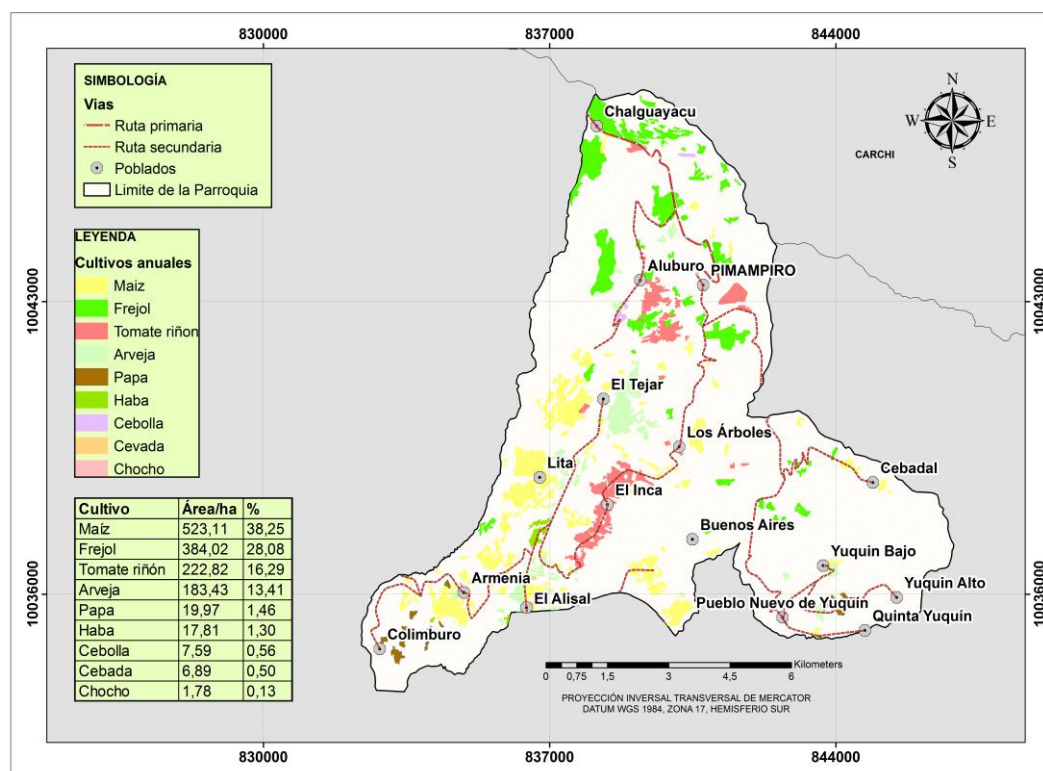 830000 837000 844000
SIMBOLOGÍA
Vias
Ruta primaria
Ruta secundaria
Poblados
Limite de la Parroquia
LEYENDA
Cultivos anuales
Maiz
Frejol
Tomate riñon
Arveja
Papa
Haba
Cebolla
Cevada
Chocho
Cultivo Área/ha %
Maíz 523,11 38,25
Frejol 384,02 28,08
Tomate riñón 222,82 16,29
Arveja 183,43 13,41
Papa 19,97 1,46
Haba 17,81 1,30
Cebolla 7,59 0,56
Cebada 6,89 0,50
Chocho 1,78 0,13
N
W E
S
CARCHI
Chalguayacu
Aluburo
PIMAMPIRO
10043000 10043000
El Tejar
Los Árboles
Lita
Cebadal
El Inca
Buenos Aires
Yuquin Bajo
Armenia
Yuquin Alto
El Alisal
Pueblo Nuevo de Yuquín
Quinta Yuquín
10036000 10036000
Colimburo
Kilometers
0 0,75 1,5 3 4,5 6
PROYECCIÓN INVERSAL TRANSVERSAL DE MERCATOR
DATUM WGS 1984, ZONA 17, HEMISFERIO SUR
830000 837000 844000